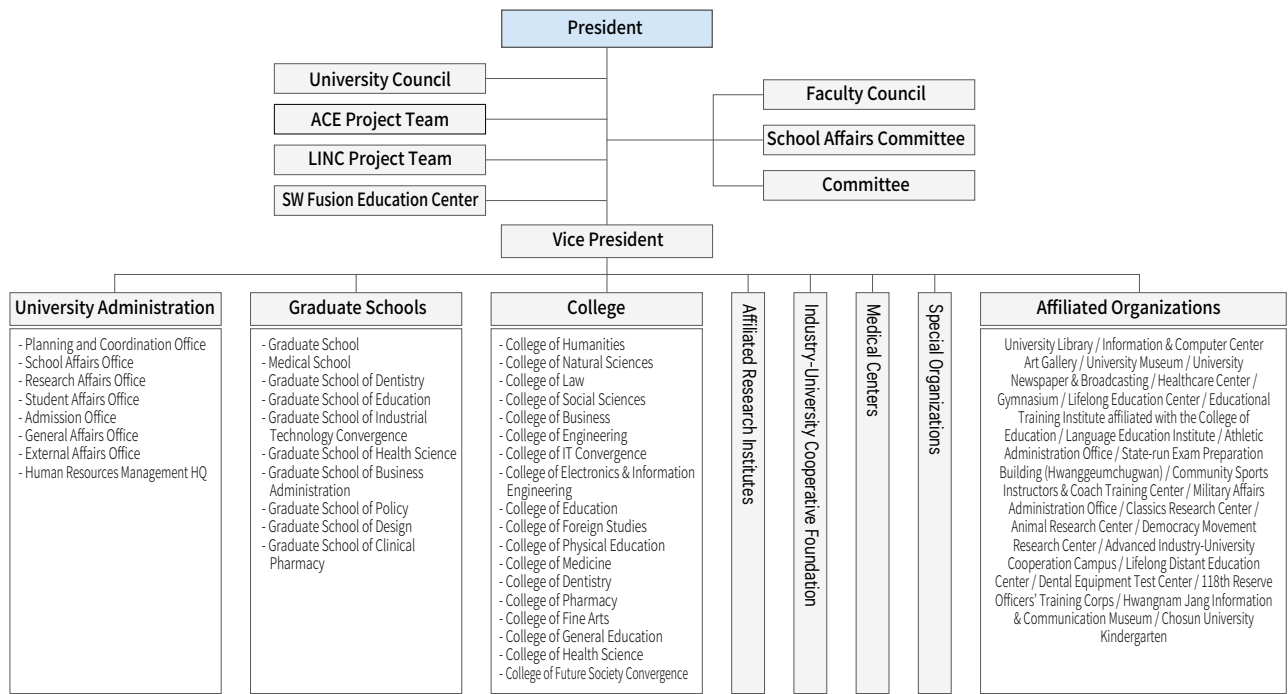 President
University Council
ACE Project Team
LINC Project Team
SW Fusion Education Center
Faculty Council
School Affairs Committee
Committee
Vice President
University Administration
- Planning and Coordination Office
- School Affairs Office
- Research Affairs Office
- Student Affairs Office
- Admission Office
- General Affairs Office
- External Affairs Office
- Human Resources Management HQ
Graduate Schools
- Graduate School
- Medical School
- Graduate School of Dentistry
- Graduate School of Education
- Graduate School of Industrial
Technology Convergence
- Graduate School of Health Science
- Graduate School of Business
Administration
- Graduate School of Policy
- Graduate School of Design
- Graduate School of Clinical
Pharmacy
College
- College of Humanities
- College of Natural Sciences
- College of Law
- College of Social Sciences
- College of Business
- College of Engineering
- College of IT Convergence
- College of Electronics & Information
Engineering
- College of Education
- College of Foreign Studies
- College of Physical Education
- College of Medicine
- College of Dentistry
- College of Pharmacy
- College of Fine Arts
- College of General Education
- College of Health Science
- College of Future Society Convergence
Affiliated Research Institutes
Industry-University Cooperative Foundation
Medical Centers
Special Organizations
Affiliated Organizations
University Library / Information & Computer Center
Art Gallery / University Museum / University
Newspaper & Broadcasting / Healthcare Center /
Gymnasium / Lifelong Education Center / Educational
Training Institute affiliated with the College of
Education / Language Education Institute / Athletic
Administration Office / State-run Exam Preparation
Building (Hwanggeumchugwan) / Community Sports
Instructors & Coach Training Center / Military Affairs
Administration Office / Classics Research Center /
Animal Research Center / Democracy Movement
Research Center / Advanced Industry-University
Cooperation Campus / Lifelong Distant Education
Center / Dental Equipment Test Center / 118th Reserve
Officers' Training Corps / Hwangnam Jang Information
& Communication Museum / Chosun University
Kindergarten